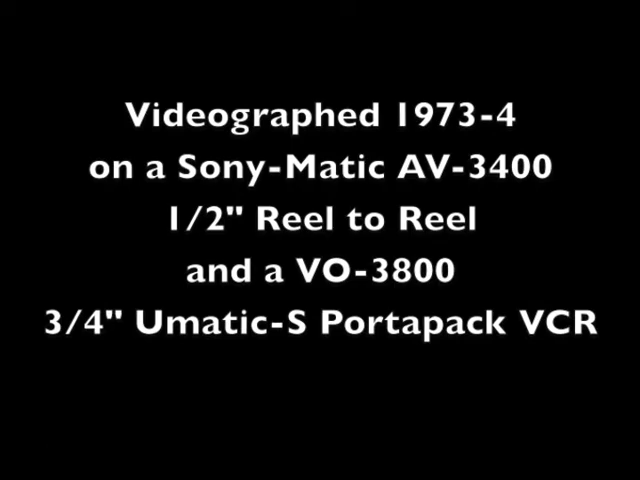 Videographed 1973-4
on a Sony-Matic AV-3400
1/2" Reel to Reel
and a VO-3800
3/4" Umatic-S Portapack VCR